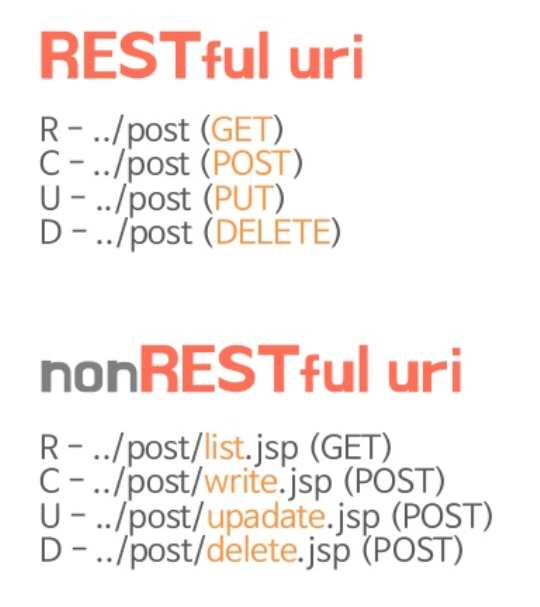 RESTful uri
R - ../post (GET)
C - ../post (POST)
U - ../post (PUT)
D - ../post (DELETE)
nonRESTful uri
R - ../post/list.jsp (GET)
C - ../post/write.jsp (POST)
U - ../post/upadate.jsp (POST)
D - ../post/delete.jsp (POST)